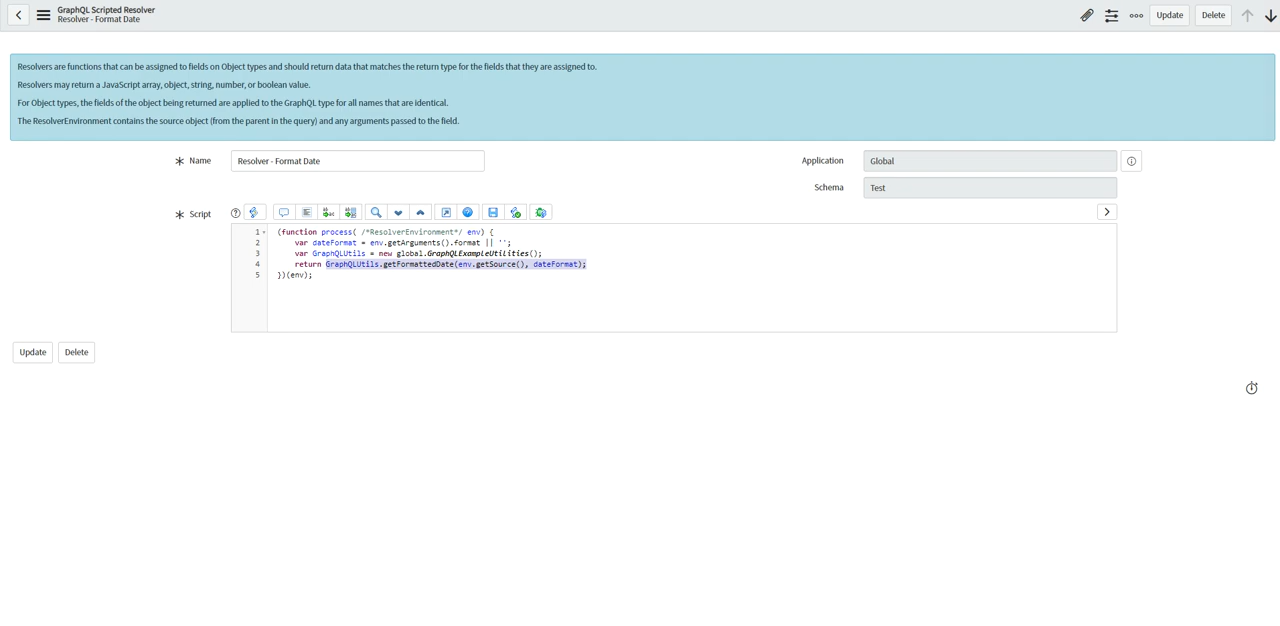 GraphQL Scripted Resolver
Resolver - Format Date
Update
Delete
Resolvers are functions that can be assigned to fields on Object types and should return data that matches the return type for the fields that they are assigned to.
Resolvers may return a JavaScript array, object, string, number, or boolean value.
For Object types, the fields of the object being returned are applied to the GraphQL type for all names that are identical.
The ResolverEnvironment contains the source object (from the parent in the query) and any arguments passed to the field.
Name
Resolver - Format Date
Application
Global
Schema
Test
Script
1 (function process( /*ResolverEnvironment*/ env) {
2 var dateFormat = env.getArguments().format || '';
3 var GraphQLUtils = new global.GraphQLExampleUtilities();
4 return GraphQLUtils.getFormattedDate(env.getSource(), dateFormat);
5 })(env);
Update
Delete